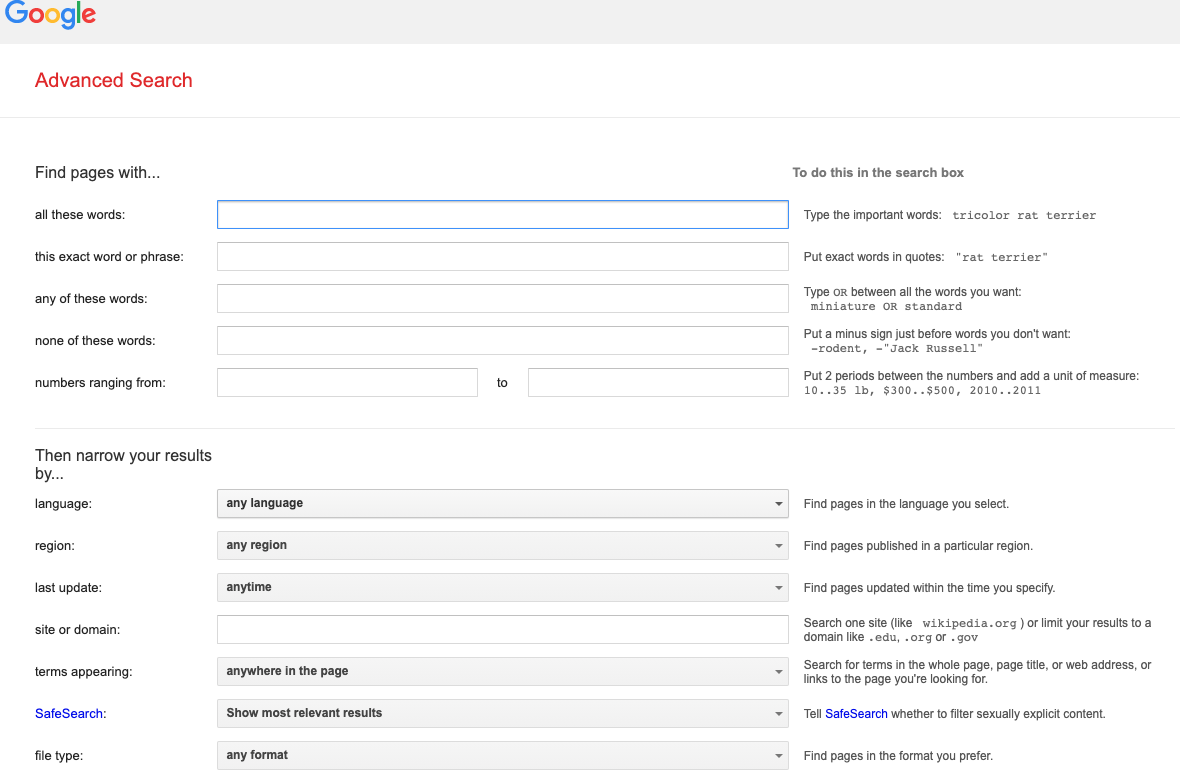 Google
Advanced Search
Find pages with...
To do this in the search box
all these words:
Type the important words: tricolor rat terrier
this exact word or phrase:
Put exact words in quotes: "rat terrier"
any of these words:
Type OR between all the words you want:
miniature OR standard
none of these words:
Put a minus sign just before words you don't want:
-rodent, -"Jack Russell"
numbers ranging from:
to
Put 2 periods between the numbers and add a unit of measure:
10..35 lb, $300..$500, 2010..2011
Then narrow your results
by...
language:
any language
Find pages in the language you select.
region:
any region
Find pages published in a particular region.
last update:
anytime
Find pages updated within the time you specify.
site or domain:
Search one site (like wikipedia.org ) or limit your results to a
domain like .edu, .org or .gov
terms appearing:
anywhere in the page
Search for terms in the whole page, page title, or web address, or
links to the page you're looking for.
SafeSearch:
Show most relevant results
Tell SafeSearch whether to filter sexually explicit content.
file type:
any format
Find pages in the format you prefer.